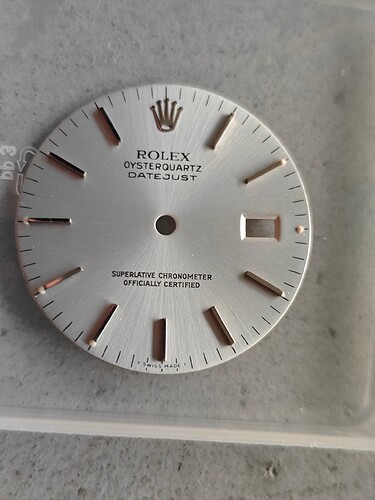 ROLEX
OYSTERQUARTZ
DATEJUST
SUPERLATIVE CHRONOMETER
OFFICIALLY CERTIFIED
T SWISS MADE T